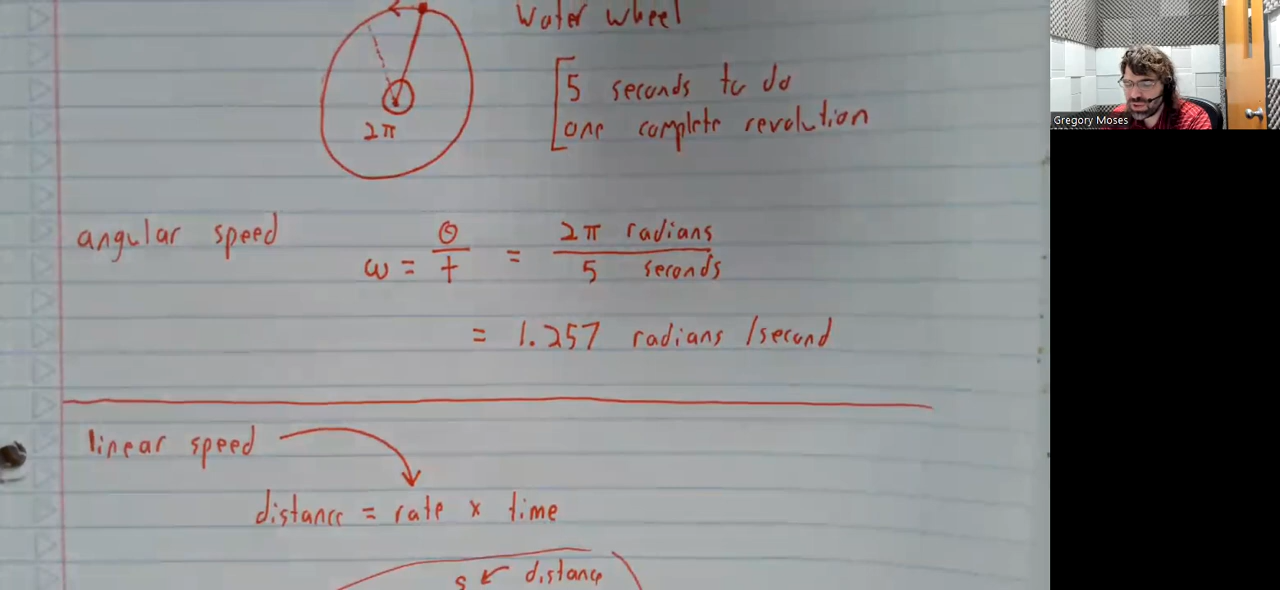 Water wheel
5 seconds to do
one complete revolution
2π
angular speed
ω = θ/t = 2π radians / 5 seconds
= 1.257 radians /second
linear speed
distance = rate × time
s ← distance
Gregory Moses